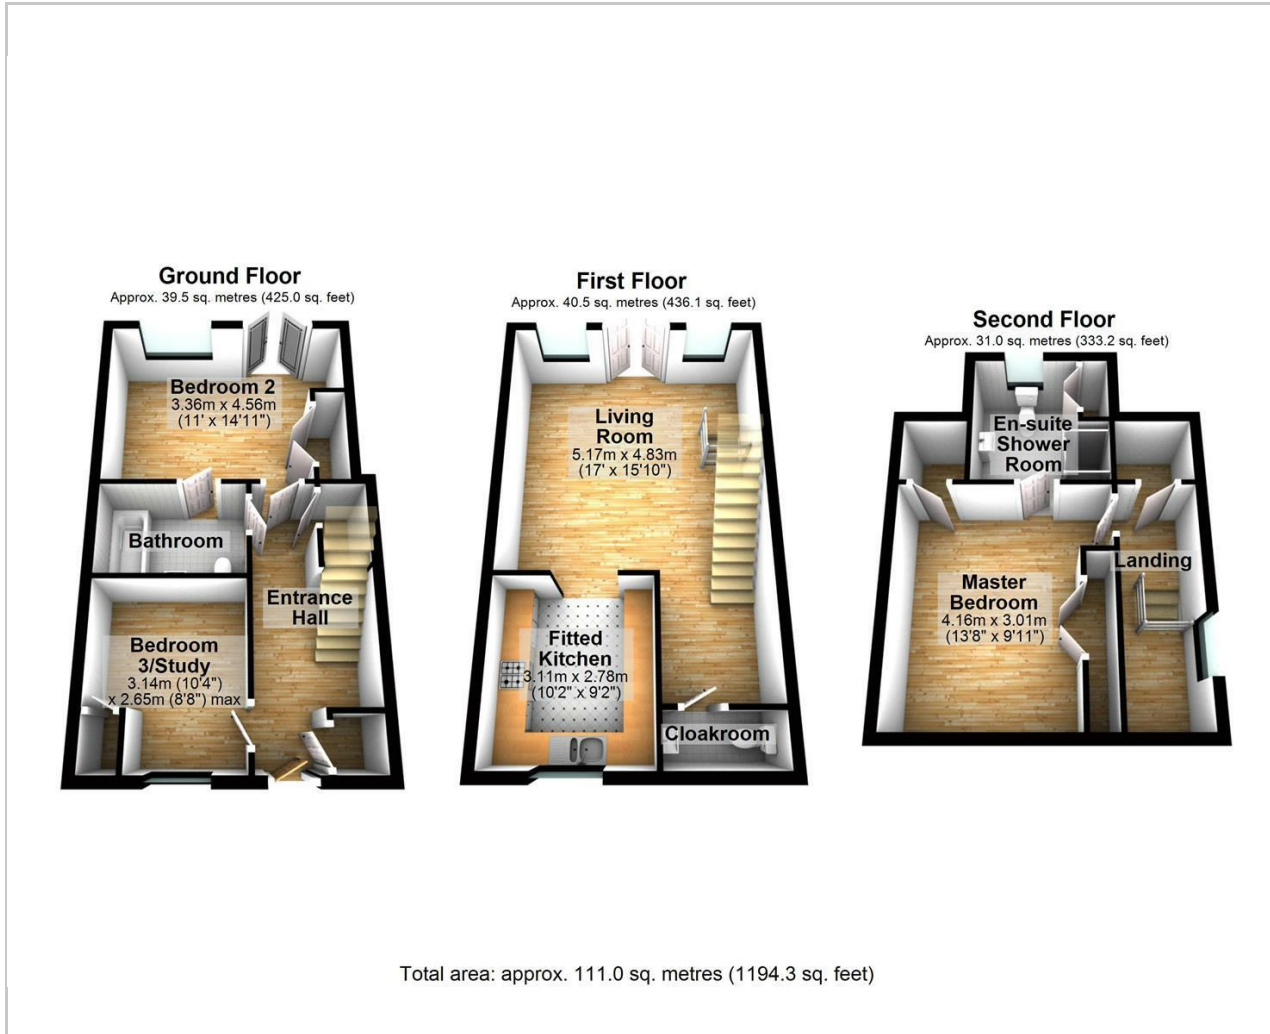 Ground Floor
Approx. 39.5 sq. metres (425.0 sq. feet)
Bedroom 2
3.36m x 4.56m
(11' x 14'11")
Bathroom
Entrance
Hall
Bedroom
3/Study
3.14m (10'4")
x 2.65m (8'8") max
First Floor
Approx. 40.5 sq. metres (436.1 sq. feet)
Living
Room
5.17m x 4.83m
(17' x 15'10")
Fitted
Kitchen
3.11m x 2.78m
(10'2" x 9'2")
Cloakroom
Second Floor
Approx. 31.0 sq. metres (333.2 sq. feet)
En-suite
Shower
Room
Landing
Master
Bedroom
4.16m x 3.01m
(13'8" x 9'11")
Total area: approx. 111.0 sq. metres (1194.3 sq. feet)